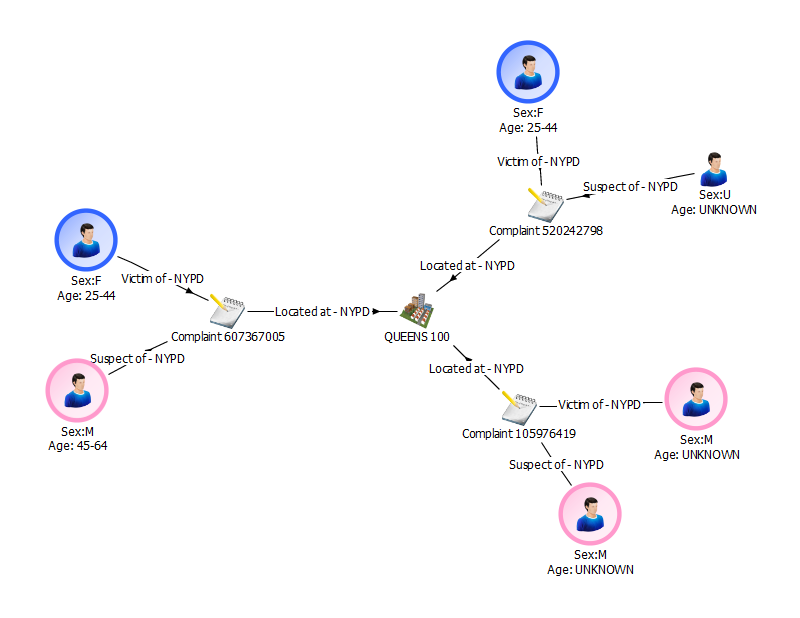 Sex:F
Age: 25-44
Victim of - NYPD
Suspect of - NYPD
Sex:U
Age: UNKNOWN
Complaint 520242798
Located at - NYPD
Sex:F
Age: 25-44
Victim of - NYPD
Located at - NYPD
Complaint 607367005
QUEENS 100
Suspect of - NYPD
Sex:M
Age: 45-64
Located at - NYPD
Victim of - NYPD
Complaint 105976419
Sex:M
Age: UNKNOWN
Suspect of - NYPD
Sex:M
Age: UNKNOWN